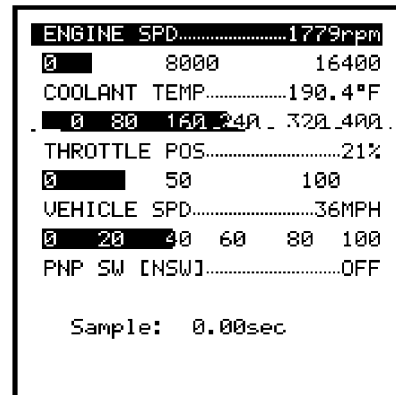 ENGINE SPD......................1779rpm
0 8000 16400
COOLANT TEMP................190.4°F
0 80 160 240 320 400
THROTTLE POS...........................21%
0 50 100
VEHICLE SPD.........................36MPH
0 20 40 60 80 100
PNP SW [NSW]...........................OFF
Sample: 0.00sec